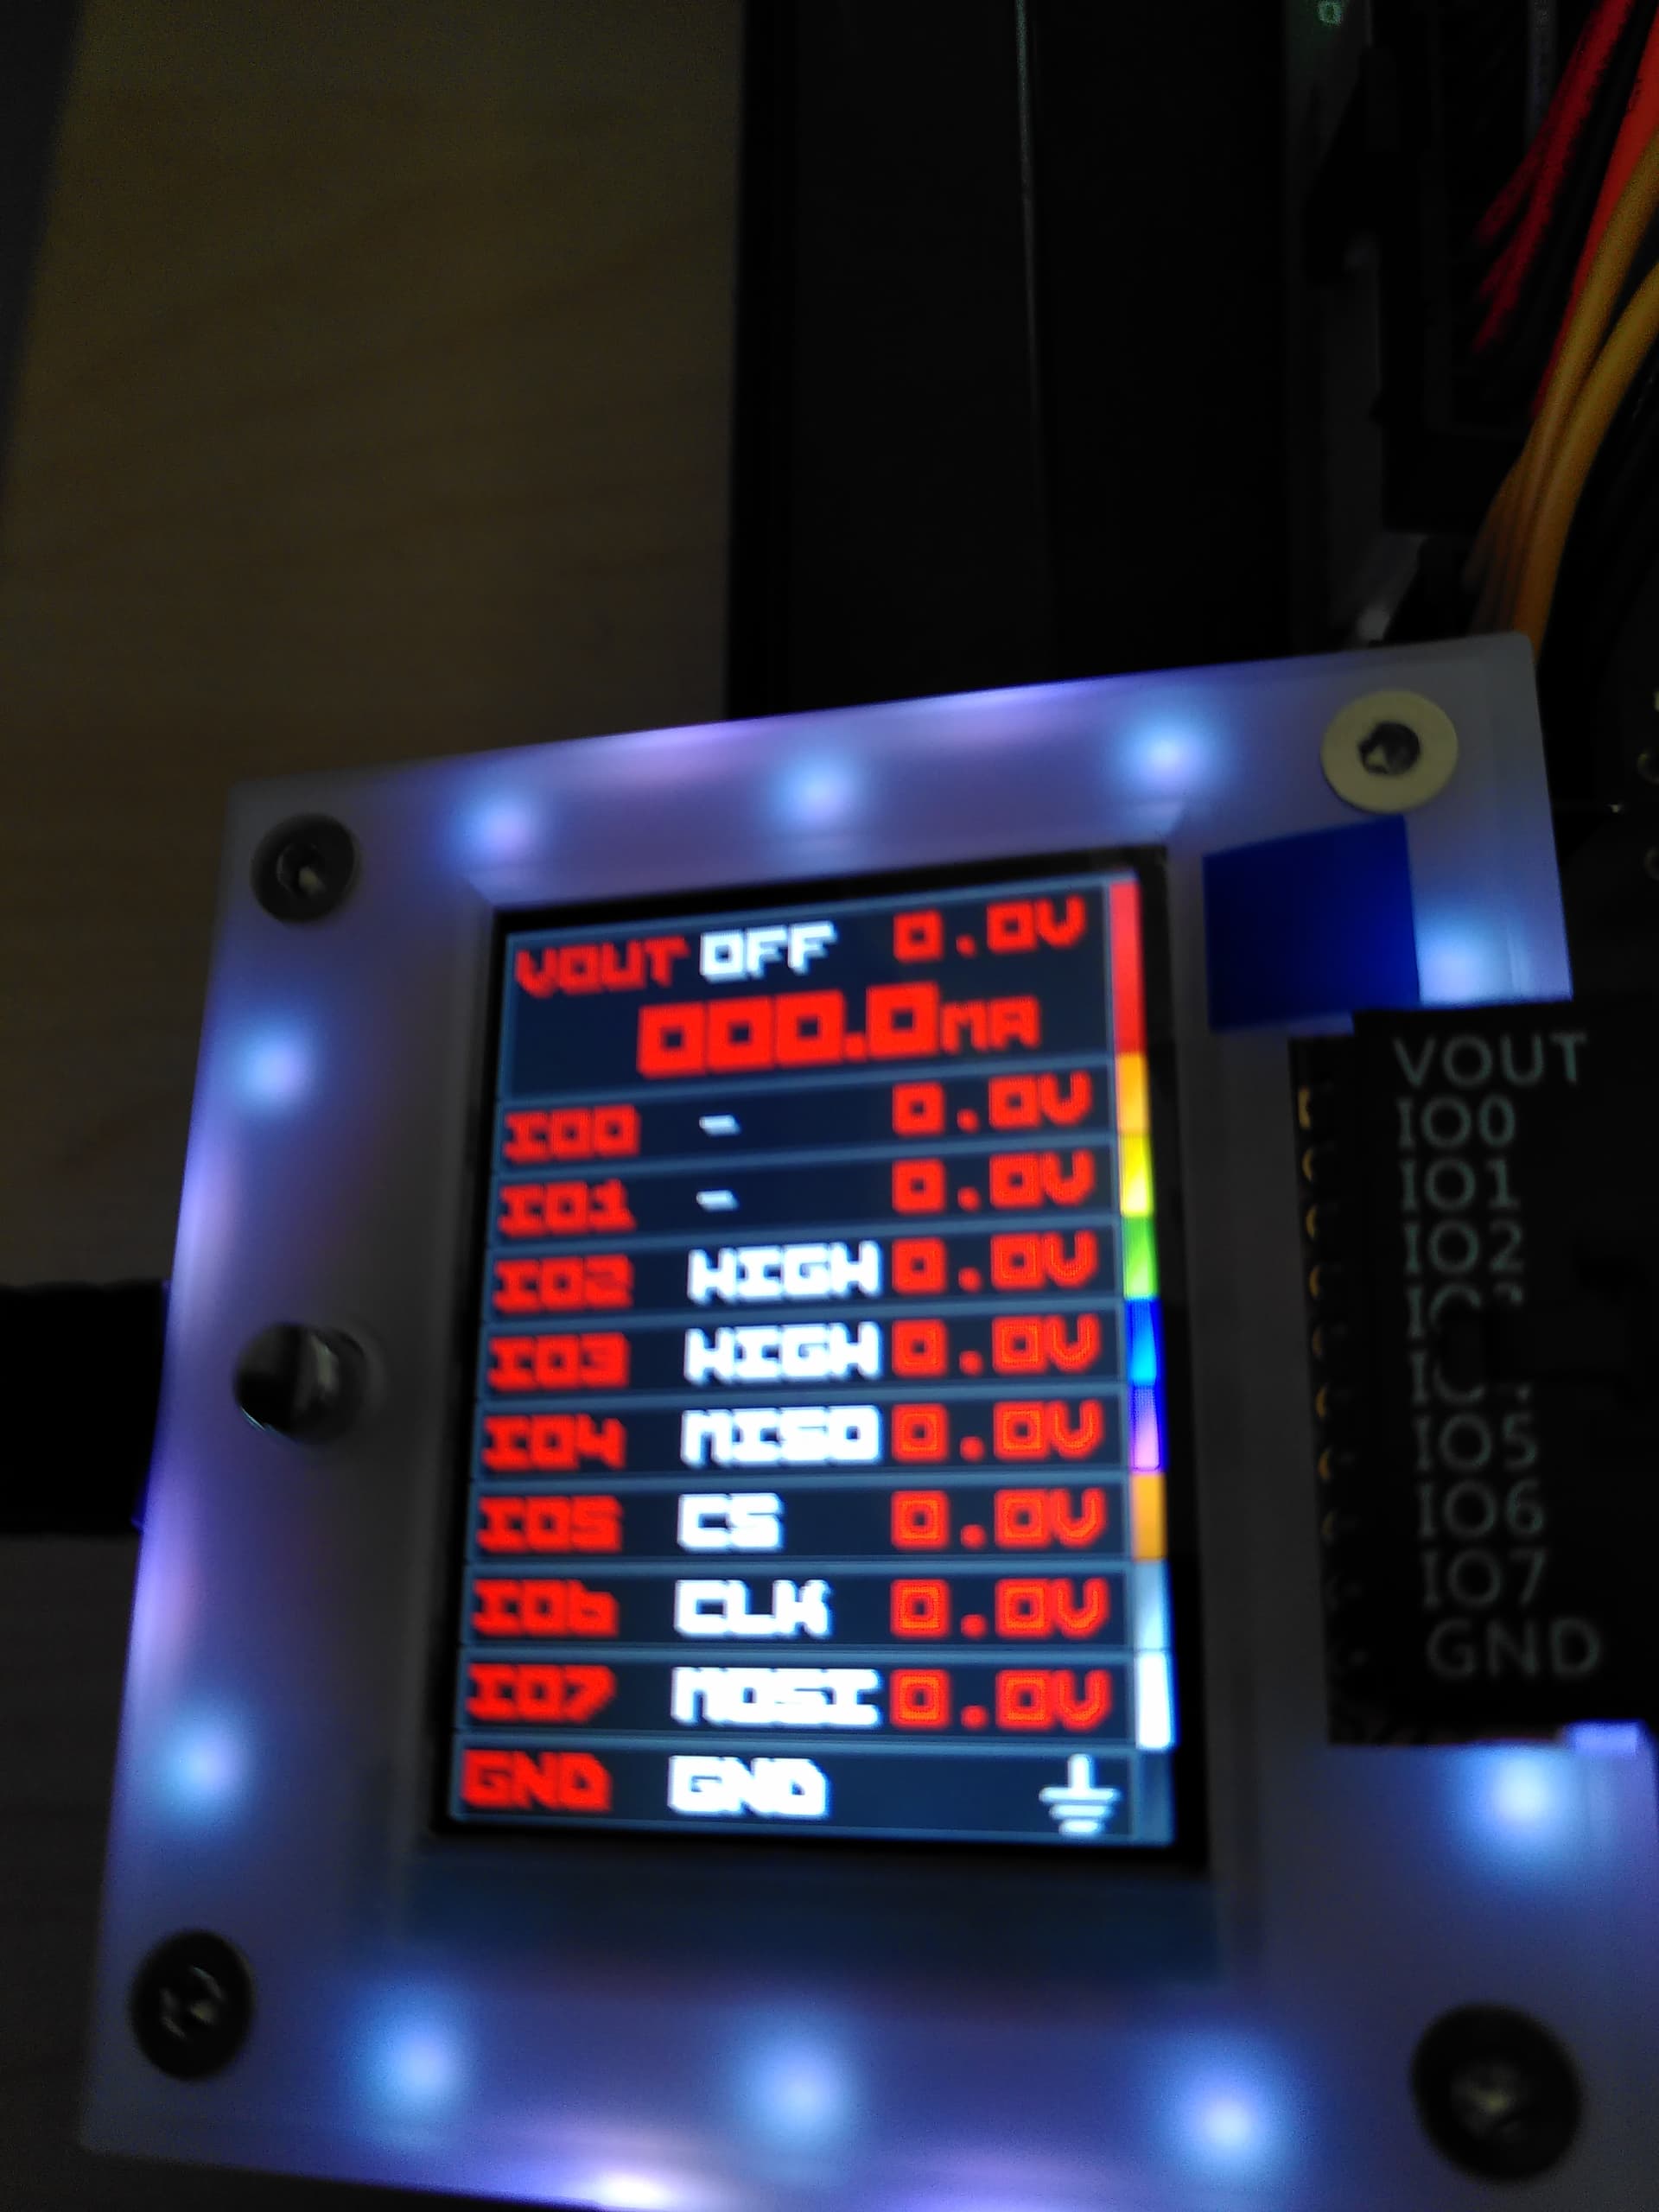 VOUT OFF 0.0V
000.0MA
IO0 - 0.0V
IO1 - 0.0V
IO2 HIGH 0.0V
IO3 HIGH 0.0V
IO4 MISO 0.0V
IO5 CS 0.0V
IO6 CLK 0.0V
IO7 MOSI 0.0V
GND GND
VOUT
IO0
IO1
IO2
IO5
IO6
IO7
GND